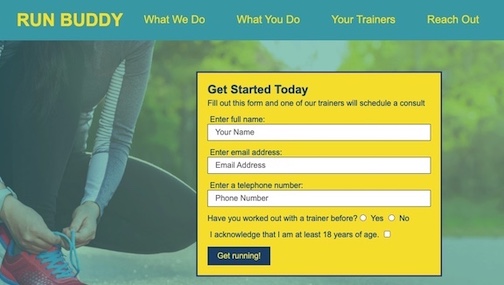 RUN BUDDY What We Do What You Do Your Trainers Reach Out
Get Started Today
Fill out this form and one of our trainers will schedule a consult
Enter full name:
Your Name
Enter email address:
Email Address
Enter a telephone number:
Phone Number
Have you worked out with a trainer before? Yes No
I acknowledge that I am at least 18 years of age.
Get running!